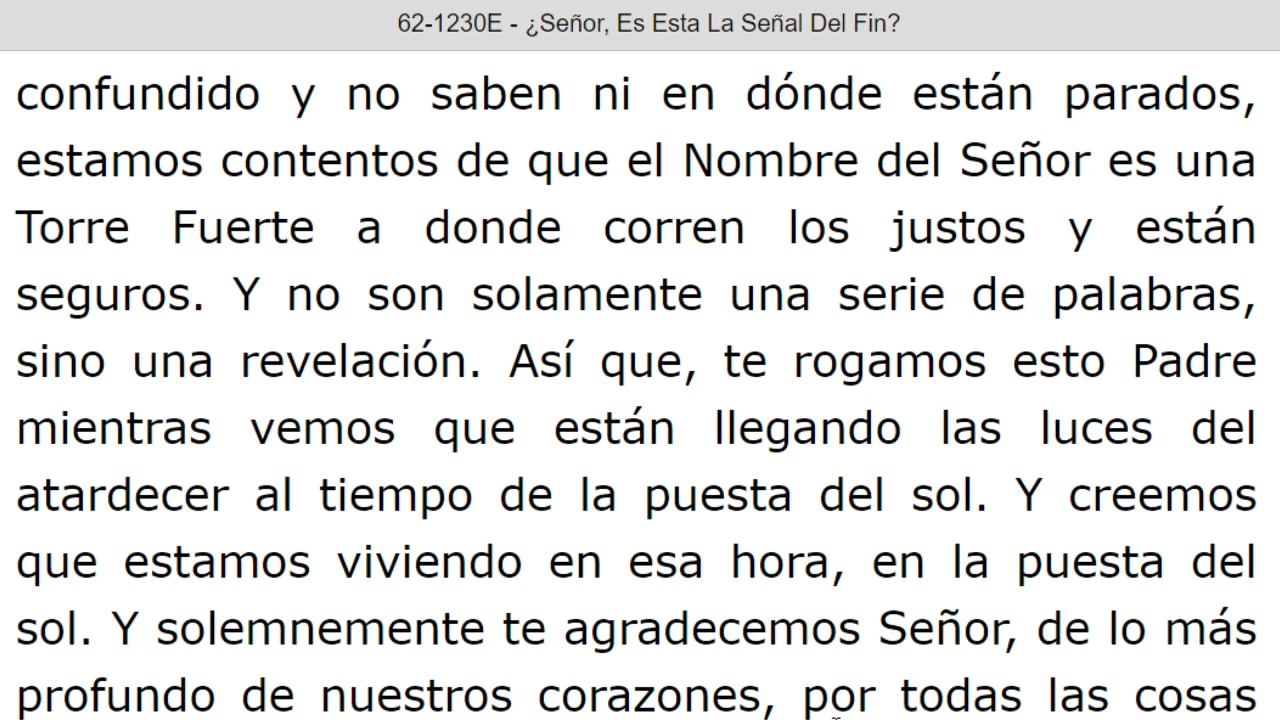 62-1230E - ¿Señor, Es Esta La Señal Del Fin?
confundido y no saben ni en dónde están parados,
estamos contentos de que el Nombre del Señor es una
Torre Fuerte a donde corren los justos y están
seguros. Y no son solamente una serie de palabras,
sino una revelación. Así que, te rogamos esto Padre
mientras vemos que están llegando las luces del
atardecer al tiempo de la puesta del sol. Y creemos
que estamos viviendo en esa hora, en la puesta del
sol. Y solemnemente te agradecemos Señor, de lo más
profundo de nuestros corazones, por todas las cosas